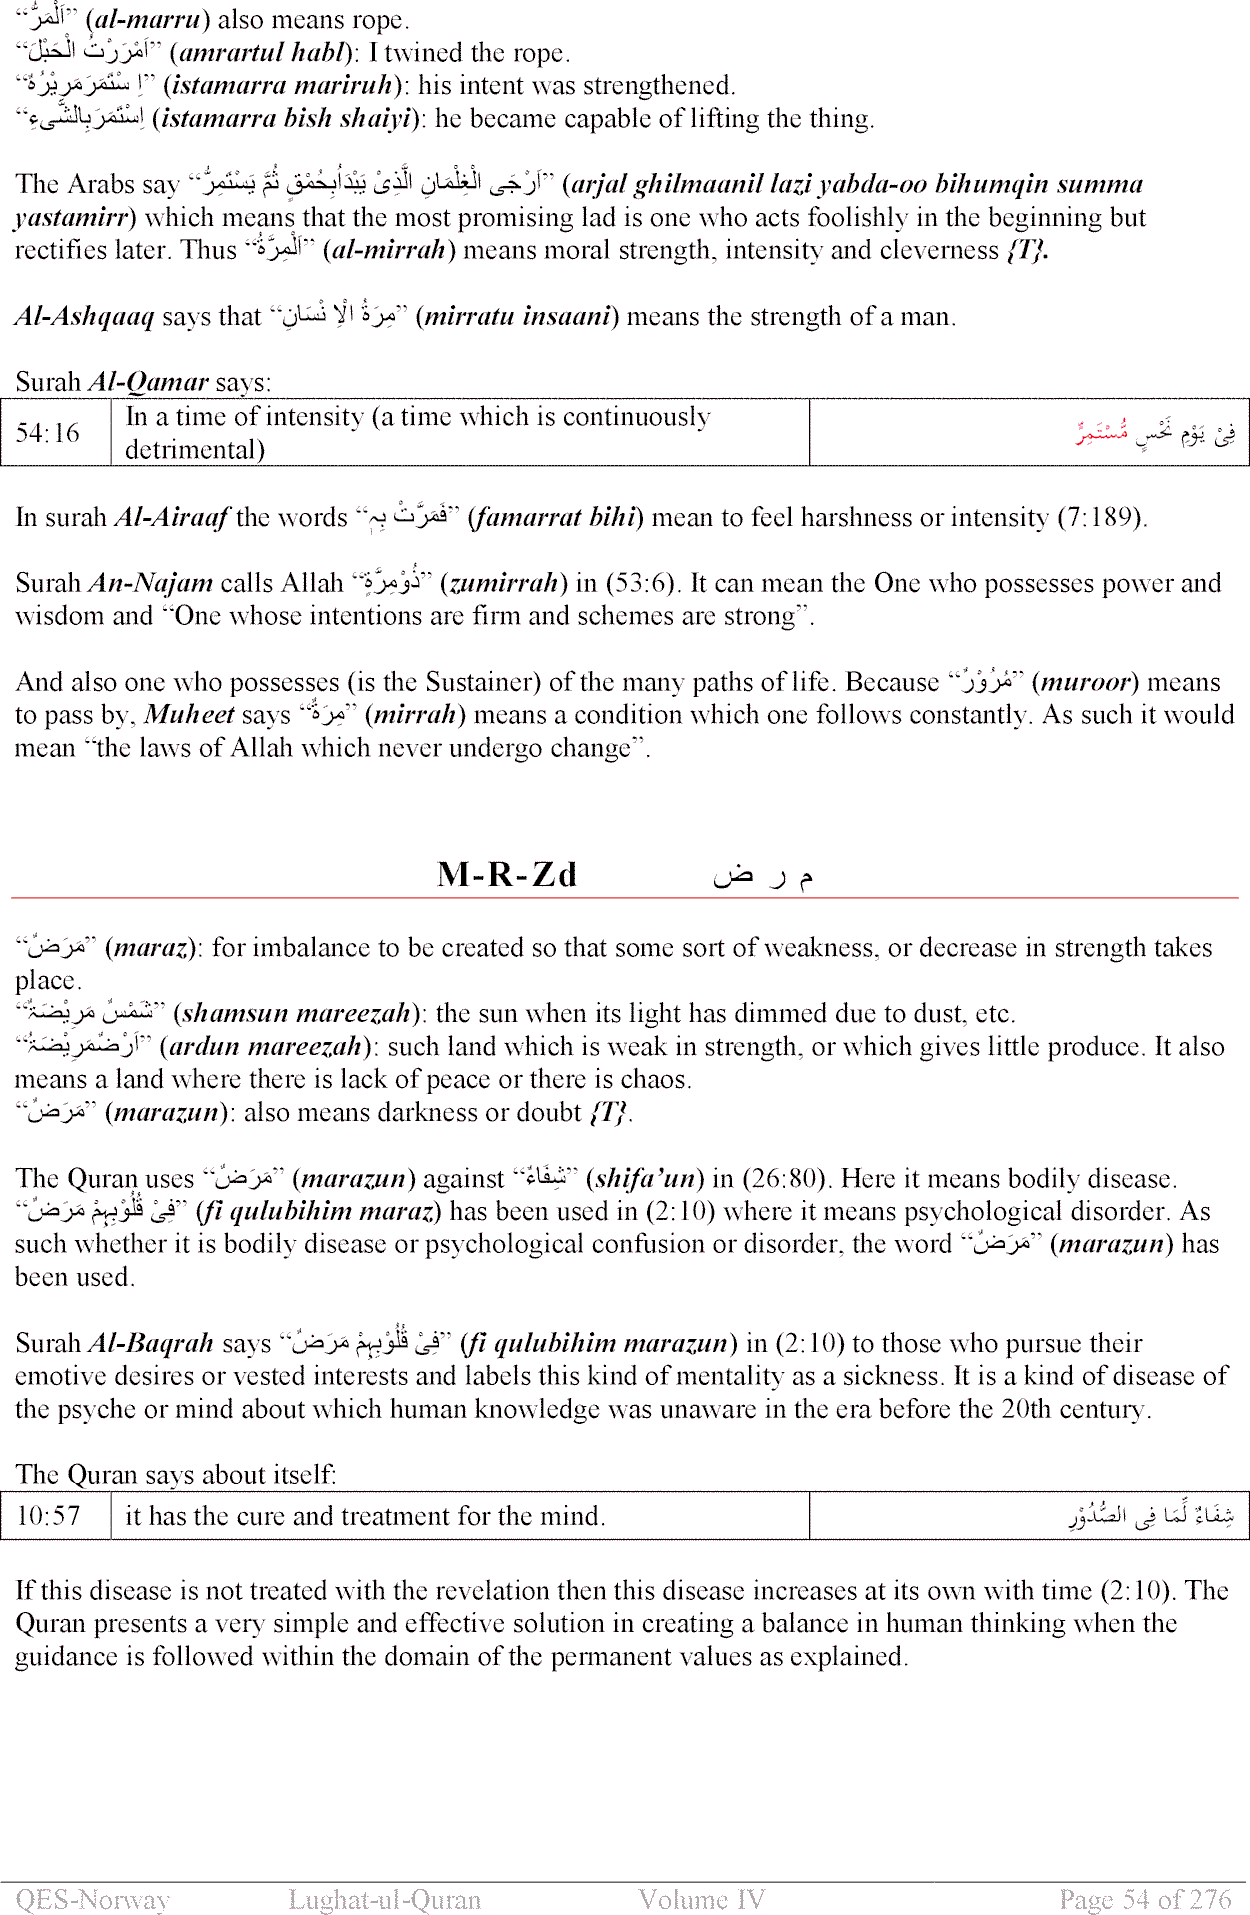 “اَلْمَرُّ” (al-marru) also means rope.
“اَمْرَرْتُ الْحَبْلَ” (amrartul habl): I twined the rope.
“اِ سْتَمَرَمَرِيْرُهٗ” (istamarra mariruh): his intent was strengthened.
“اِسْتَمَرَبِالشَّیءِ (istamarra bish shaiyi): he became capable of lifting the thing.
The Arabs say “اَرْجَی الْغِلْمَانِ الَّذِیْ يَبْدَاُبِحُمْقٍ ثُمَّ يَسْتَمِرُّ” (arjal ghilmaanil lazi yabda-oo bihumqin summa
yastamirr) which means that the most promising lad is one who acts foolishly in the beginning but
rectifies later. Thus “اَلْمِرَّةُ” (al-mirrah) means moral strength, intensity and cleverness {T}.
Al-Ashqaaq says that “مِرَةُ الْاِ نْسَانِ” (mirratu insaani) means the strength of a man.
Surah Al-Qamar says:
54:16 In a time of intensity (a time which is continuously فِیْ يَوْمِ نَحْسٍ مُّسْتَمِرٍّ
detrimental)
In surah Al-Airaaf the words “فَمَرَّتْ بِہٖ” (famarrat bihi) mean to feel harshness or intensity (7:189).
Surah An-Najam calls Allah “ذُوْمِرَّةٍ” (zumirrah) in (53:6). It can mean the One who possesses power and
wisdom and “One whose intentions are firm and schemes are strong”.
And also one who possesses (is the Sustainer) of the many paths of life. Because “مُرُوْرٌ” (muroor) means
to pass by, Muheet says “مِرَةٌ” (mirrah) means a condition which one follows constantly. As such it would
mean “the laws of Allah which never undergo change”.
M-R-Zd م ر ض
“مَرَضٌ” (maraz): for imbalance to be created so that some sort of weakness, or decrease in strength takes
place.
“شَمْسٌ مَرِيْضَۃٌ” (shamsun mareezah): the sun when its light has dimmed due to dust, etc.
“اَرْضٌمَرِيْضَۃٌ” (ardun mareezah): such land which is weak in strength, or which gives little produce. It also
means a land where there is lack of peace or there is chaos.
“مَرَضٌ” (marazun): also means darkness or doubt {T}.
The Quran uses “مَرَضٌ” (marazun) against “شِفَاءٌ” (shifa’un) in (26:80). Here it means bodily disease.
“فِیْ قُلُوْبِہِمْ مَرَضٌ” (fi qulubihim maraz) has been used in (2:10) where it means psychological disorder. As
such whether it is bodily disease or psychological confusion or disorder, the word “مَرَضٌ” (marazun) has
been used.
Surah Al-Baqrah says “فِیْ قُلُوْبِہِمْ مَرَضٌ” (fi qulubihim marazun) in (2:10) to those who pursue their
emotive desires or vested interests and labels this kind of mentality as a sickness. It is a kind of disease of
the psyche or mind about which human knowledge was unaware in the era before the 20th century.
The Quran says about itself:
10:57 it has the cure and treatment for the mind. شِفَاءٌ لِّمَا فِی الصُّدُوْرِ
If this disease is not treated with the revelation then this disease increases at its own with time (2:10). The
Quran presents a very simple and effective solution in creating a balance in human thinking when the
guidance is followed within the domain of the permanent values as explained.
QES-Norway Lughat-ul-Quran Volume IV Page 54 of 276